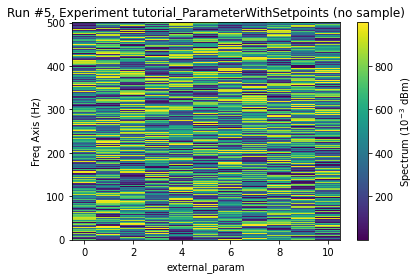 Run #5, Experiment tutorial_ParameterWithSetpoints (no sample)
500
400
300
200
100
0
Freq Axis (Hz)
0 2 4 6 8 10
external_param
800
600
400
200
Spectrum (10⁻³ dBm)